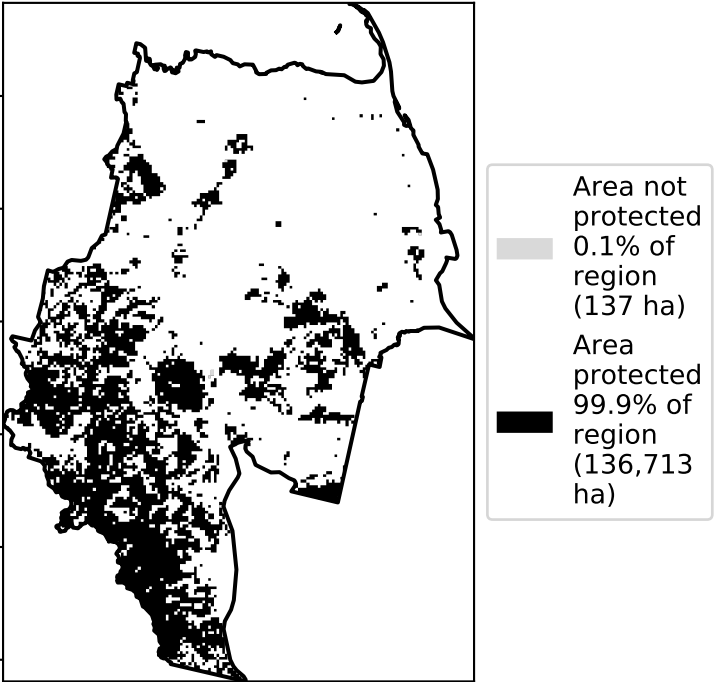 Area not
protected
0.1% of
region
(137 ha)
Area
protected
99.9% of
region
(136,713
ha)